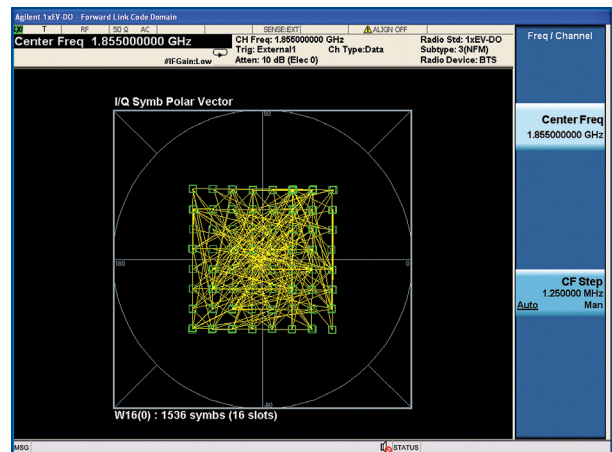 Agilent 1xEV-DO - Forward Link Code Domain
T RF 50 Ω AC SENSE:EXT ALIGN OFF
Center Freq 1.855000000 GHz
CH Freq: 1.855000000 GHz Radio Std: 1xEV-DO
Trig: External1 Ch Type:Data Subtype: 3(NFM)
#IFGain:Low Atten: 10 dB (Elec 0) Radio Device: BTS
Freq / Channel
I/Q Symb Polar Vector
90
Center Freq
1.855000000 GHz
180
0
CF Step
1.250000 MHz
Auto Man
-90
W16(0) : 1536 symbs (16 slots)
MSG STATUS